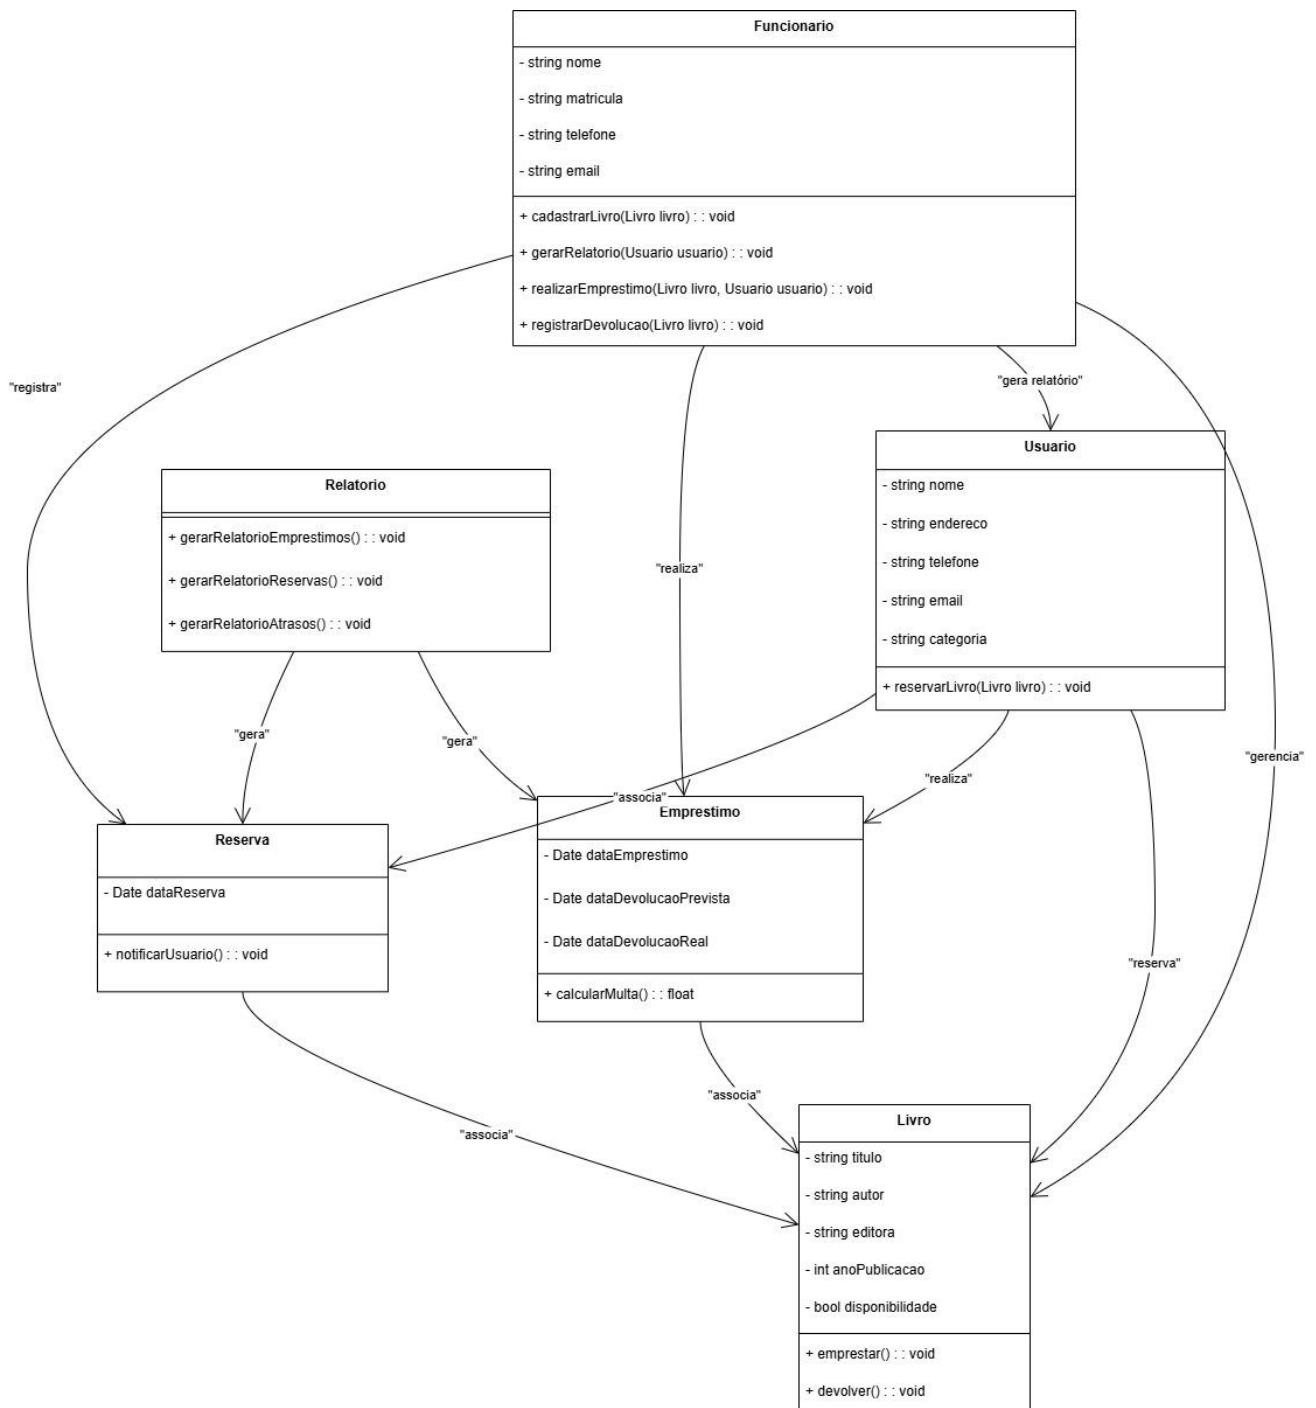 Funcionario
- string nome
- string matricula
- string telefone
- string email
+ cadastrarLivro(Livro livro) : : void
+ gerarRelatorio(Usuario usuario) : : void
+ realizarEmprestimo(Livro livro, Usuario usuario) : : void
+ registrarDevolucao(Livro livro) : : void
"registra"
"gera relatório"
Usuario
- string nome
- string endereco
- string telefone
- string email
- string categoria
+ reservarLivro(Livro livro) : : void
Relatorio
+ gerarRelatorioEmprestimos() : : void
+ gerarRelatorioReservas() : : void
+ gerarRelatorioAtrasos() : : void
"realiza"
"gera"
"gera"
"gerencia"
"realiza"
"associa"
Reserva
- Date dataReserva
+ notificarUsuario() : : void
Emprestimo
- Date dataEmprestimo
- Date dataDevolucaoPrevista
- Date dataDevolucaoReal
+ calcularMulta() : : float
"reserva"
"associa"
"associa"
Livro
- string titulo
- string autor
- string editora
- int anoPublicacao
- bool disponibilidade
+ emprestar() : : void
+ devolver() : : void